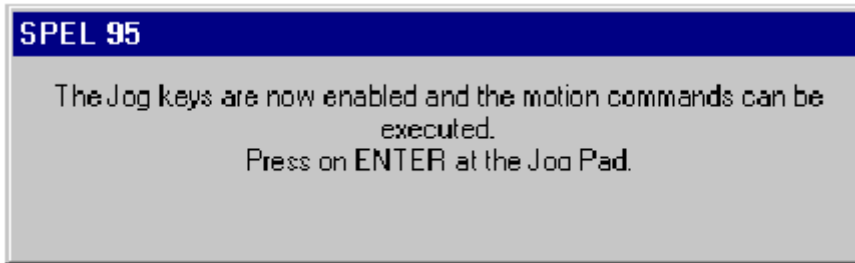 SPEL 95
The Jog keys are now enabled and the motion commands can be
executed.
Press on ENTER at the Jog Pad.